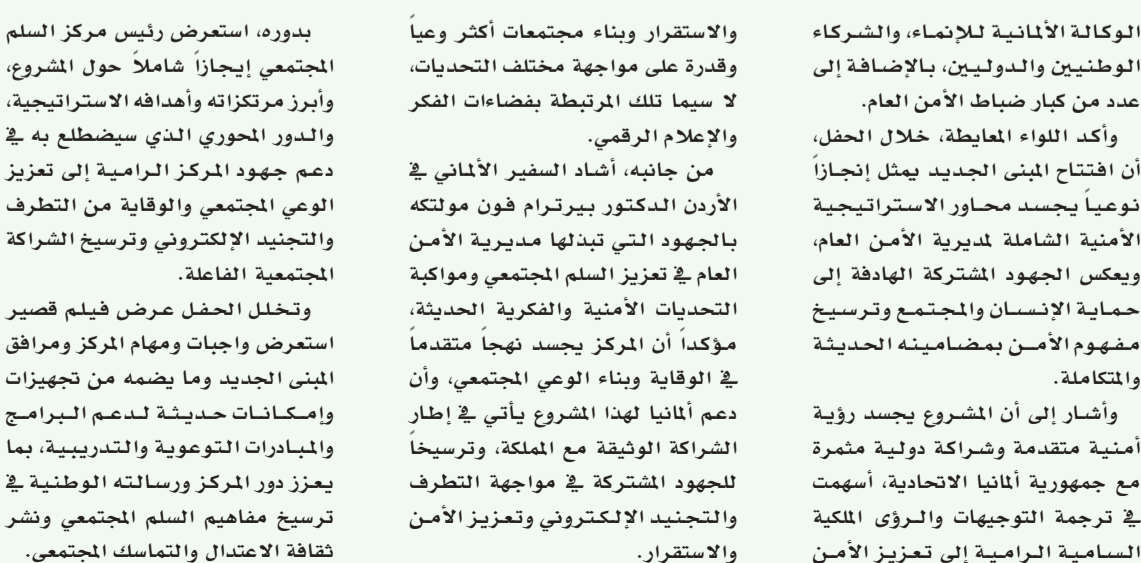 الوكالة الألمانية للإنماء، والشركاء
الوطنيين والدوليين، بالإضافة إلى
عدد من كبار ضباط الأمن العام.
وأكد اللواء المعايطة، خلال الحفل،
أن افتتاح المبنى الجديد يمثل إنجازاً
نوعياً يجسد محاور الاستراتيجية
الأمنية الشاملة لمديرية الأمن العام،
ويعكس الجهود المشتركة الهادفة إلى
حماية الإنسان والمجتمع وترسيخ
مفهوم الأمن بمضامينه الحديثة
والمتكاملة.
وأشار إلى أن المشروع يجسد رؤية
أمنية متقدمة وشراكة دولية مثمرة
مع جمهورية ألمانيا الاتحادية، أسهمت
في ترجمة التوجيهات والرؤى الملكية
السامية الرامية إلى تعزيز الأمن
والاستقرار وبناء مجتمعات أكثر وعياً
وقدرة على مواجهة مختلف التحديات،
لا سيما تلك المرتبطة بفضاءات الفكر
والإعلام الرقمي.
من جانبه، أشاد السفير الألماني في
الأردن الدكتور بيرترام فون مولتكه
بالجهود التي تبذلها مديرية الأمن
العام في تعزيز السلم المجتمعي ومواكبة
التحديات الأمنية والفكرية الحديثة،
مؤكداً أن المركز يجسد نهجاً متقدماً
في الوقاية وبناء الوعي المجتمعي، وأن
دعم ألمانيا لهذا المشروع يأتي في إطار
الشراكة الوثيقة مع المملكة، وترسيخاً
للجهود المشتركة في مواجهة التطرف
والتجنيد الإلكتروني وتعزيز الأمن
والاستقرار.
بدوره، استعرض رئيس مركز السلم
المجتمعي إيجازاً شاملاً حول المشروع،
وأبرز مرتكزاته وأهدافه الاستراتيجية،
والدور المحوري الذي سيضطلع به في
دعم جهود المركز الرامية إلى تعزيز
الوعي المجتمعي والوقاية من التطرف
والتجنيد الإلكتروني وترسيخ الشراكة
المجتمعية الفاعلة.
وتخلل الحفل عرض فيلم قصير
استعرض واجبات ومهام المركز ومرافق
المبنى الجديد وما يضمه من تجهيزات
وإمكانات حديثة لدعم البرامج
والمبادرات التوعوية والتدريبية، بما
يعزز دور المركز ورسالته الوطنية في
ترسيخ مفاهيم السلم المجتمعي ونشر
ثقافة الاعتدال والتماسك المجتمعي.